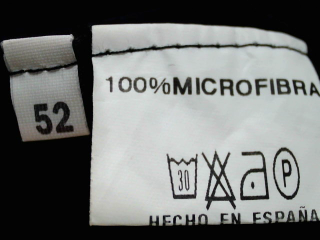 52
100%MICROFIBRA
30 P
HECHO EN ESPAÑA